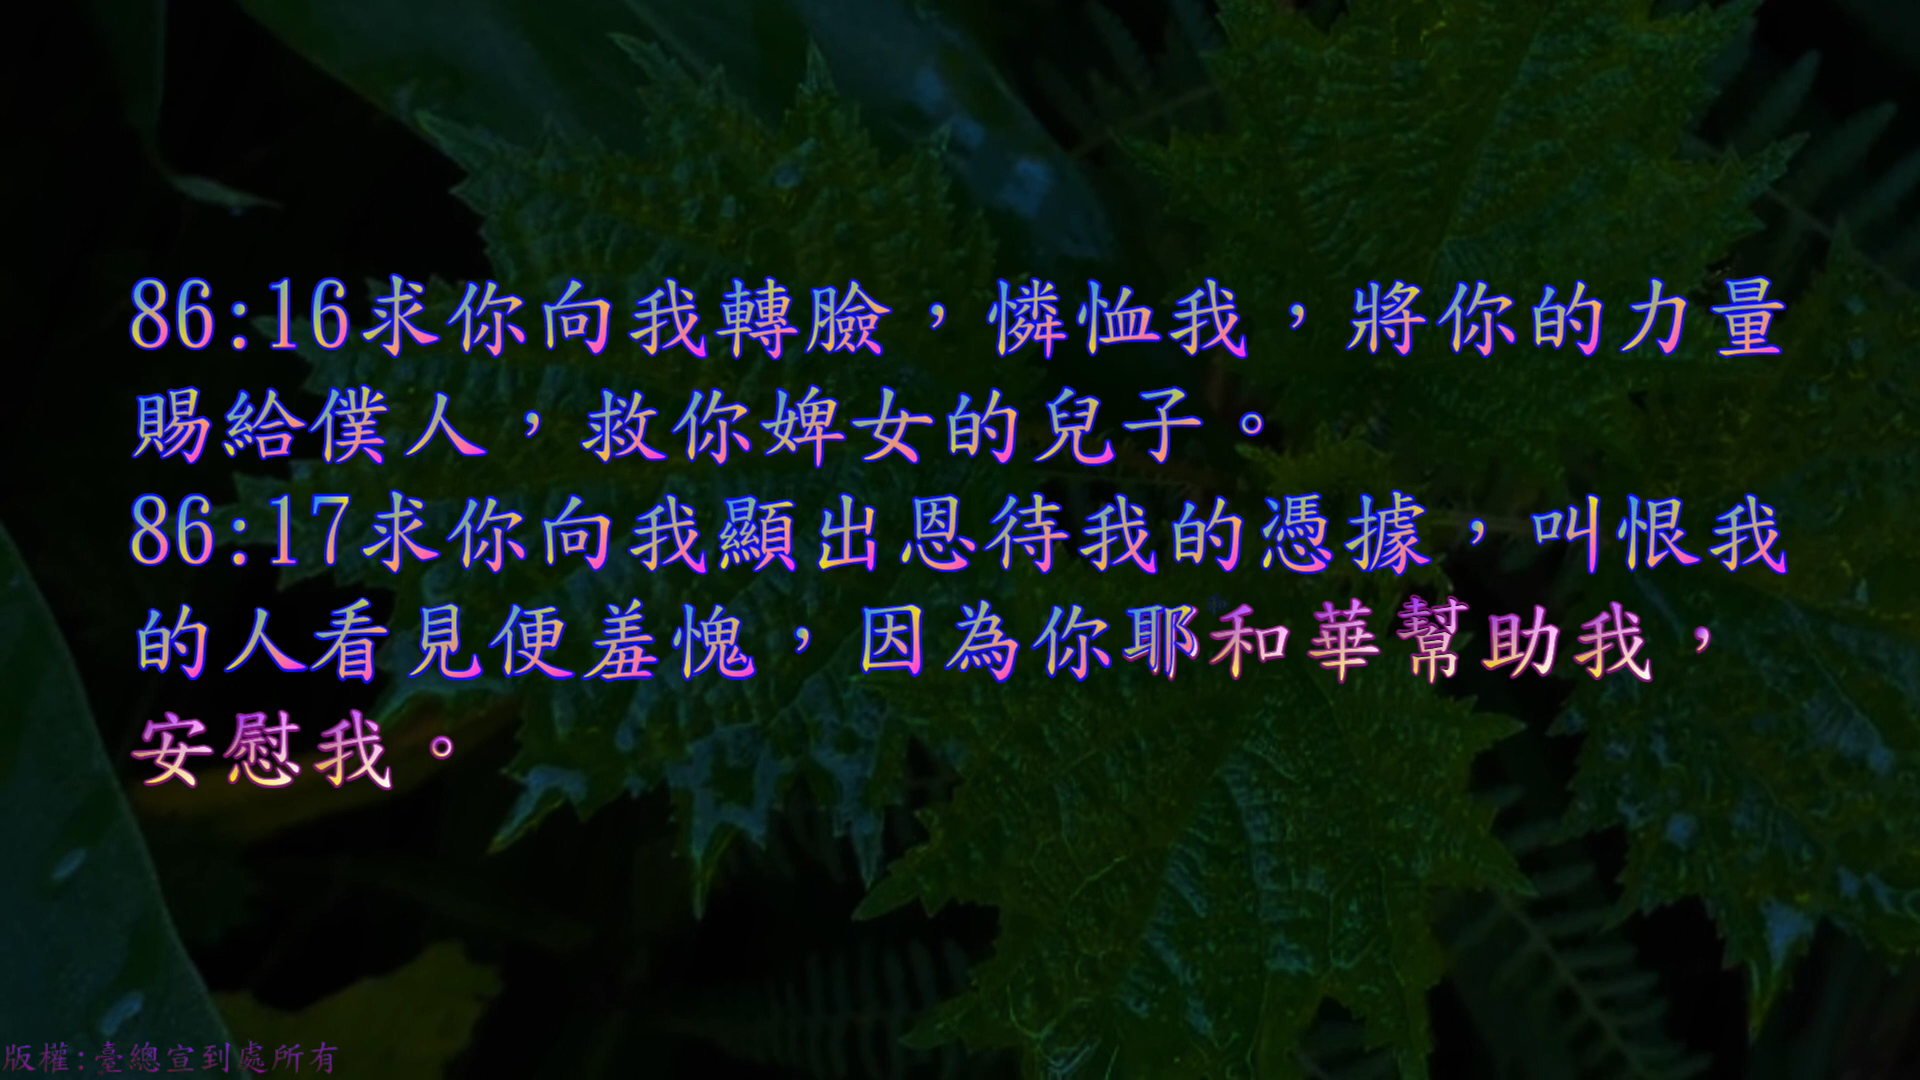 86:16求你向我轉臉，憐恤我，將你的力量
賜給僕人，救你婢女的兒子。
86:17求你向我顯出恩待我的憑據，叫恨我
的人看見便羞愧，因為你耶和華幫助我，
安慰我。
版權:臺總宣到處所有